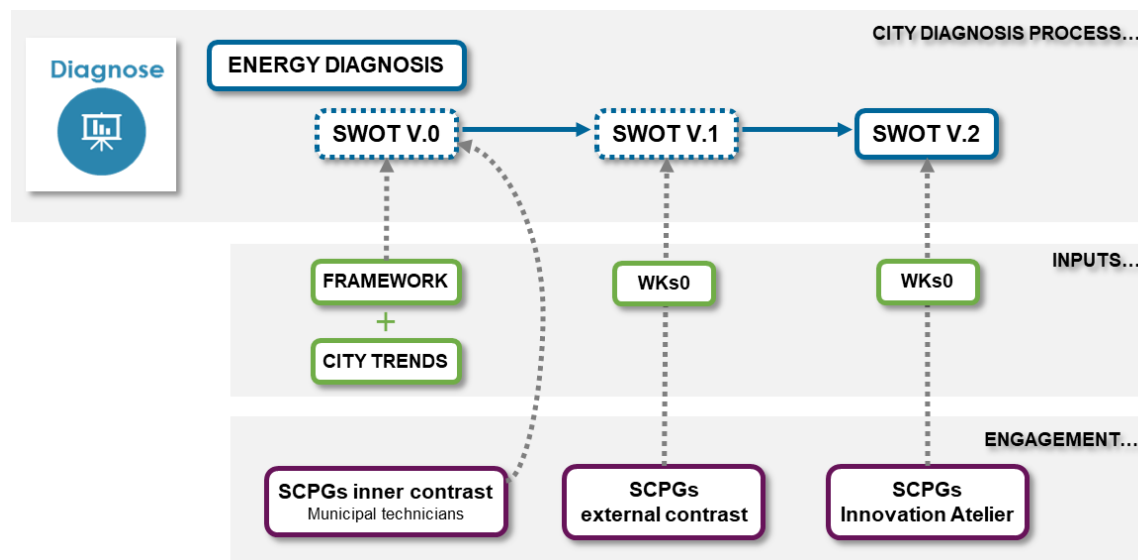 CITY DIAGNOSIS PROCESS...
Diagnose
ENERGY DIAGNOSIS
SWOT V.0
SWOT V.1
SWOT V.2
INPUTS...
FRAMEWORK
WKs0
WKs0
+
CITY TRENDS
ENGAGEMENT...
SCPGs inner contrast
Municipal technicians
SCPGs
external contrast
SCPGs
Innovation Atelier